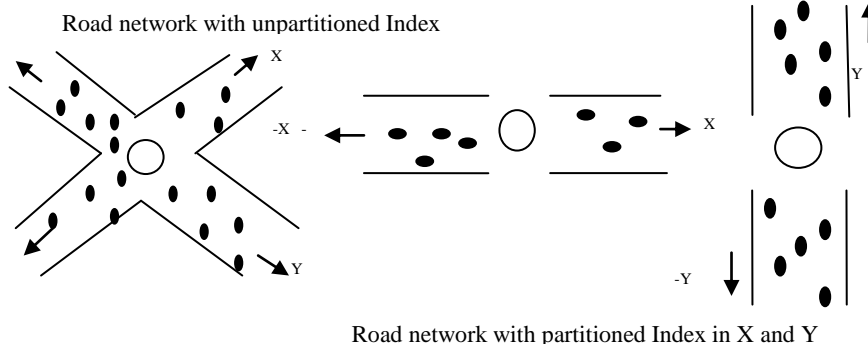 Road network with unpartitioned Index
X
Y
-X -
X
Y
-Y
Road network with partitioned Index in X and Y